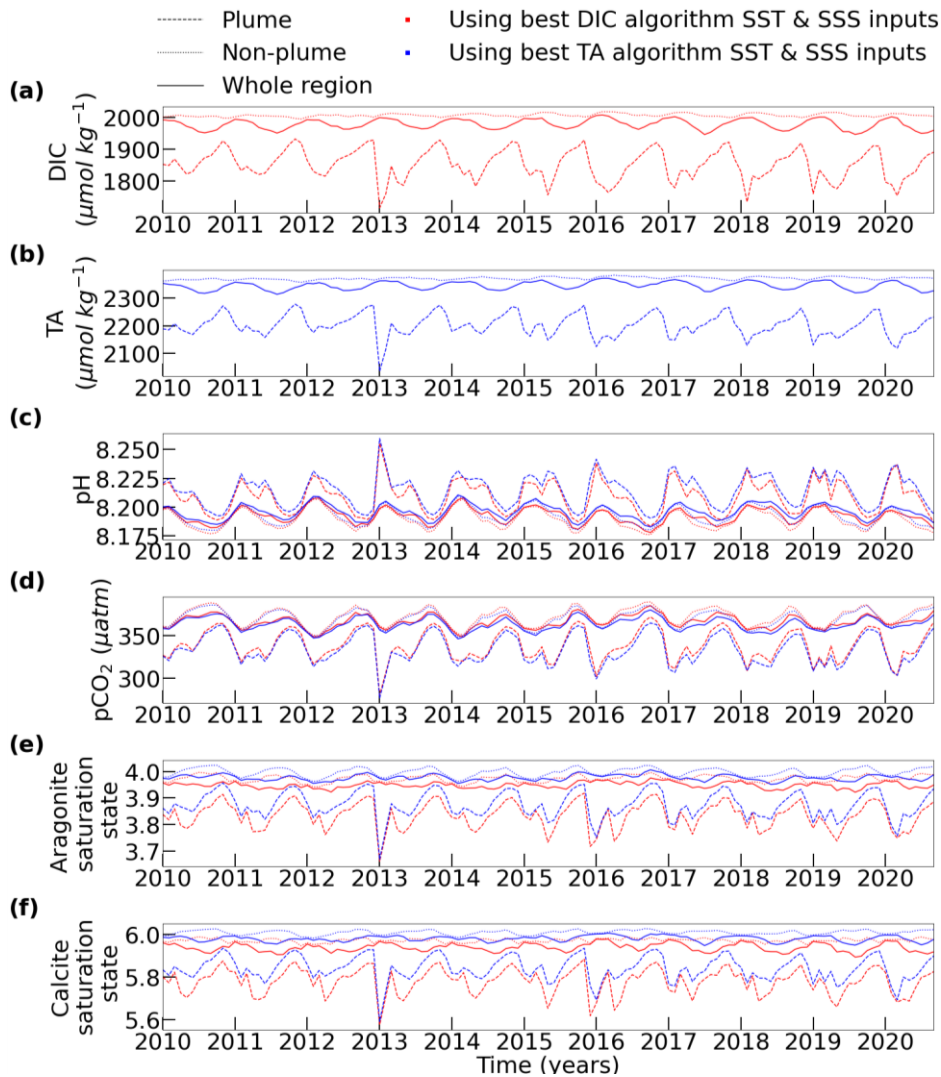 Plume
Non-plume
Whole region
Using best DIC algorithm SST & SSS inputs
Using best TA algorithm SST & SSS inputs
(a)
DIC
(μmol kg⁻¹)
2000
1900
1800
2010 2011 2012 2013 2014 2015 2016 2017 2018 2019 2020
(b)
TA
(μmol kg⁻¹)
2300
2200
2100
2010 2011 2012 2013 2014 2015 2016 2017 2018 2019 2020
(c)
pH
8.250
8.225
8.200
8.175
2010 2011 2012 2013 2014 2015 2016 2017 2018 2019 2020
(d)
pCO₂ (μatm)
350
300
2010 2011 2012 2013 2014 2015 2016 2017 2018 2019 2020
(e)
Aragonite
saturation
state
4.0
3.9
3.8
3.7
2010 2011 2012 2013 2014 2015 2016 2017 2018 2019 2020
(f)
Calcite
saturation
state
6.0
5.8
5.6
2010 2011 2012 2013 2014 2015 2016 2017 2018 2019 2020
Time (years)